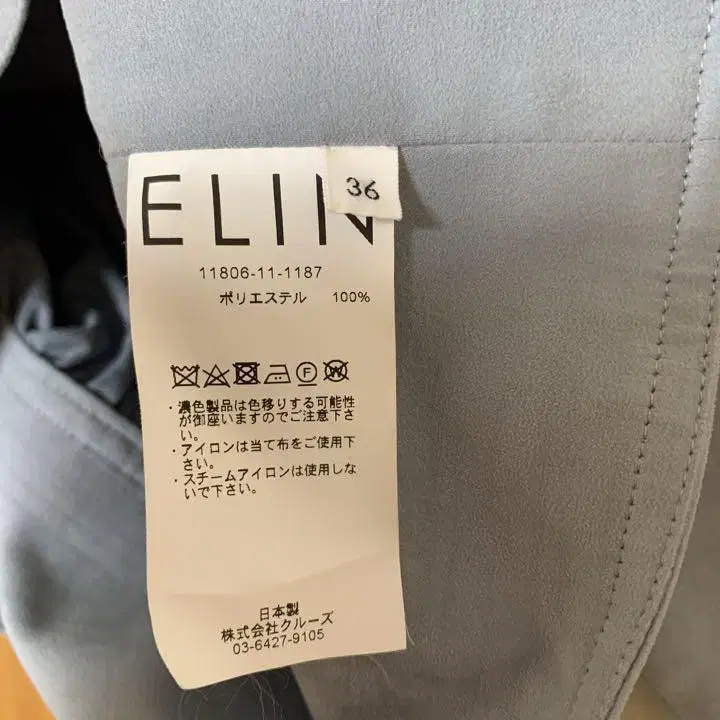 ELIN
36
11806-11-1187
ポリエステル 100%
F
W
・濃色製品は色移りする可能性
が御座いますのでご注意下さ
い。
・アイロンは当て布をご使用下
さい。
・スチームアイロンは使用しな
いで下さい。
日本製
株式会社クルーズ
03-6427-9105